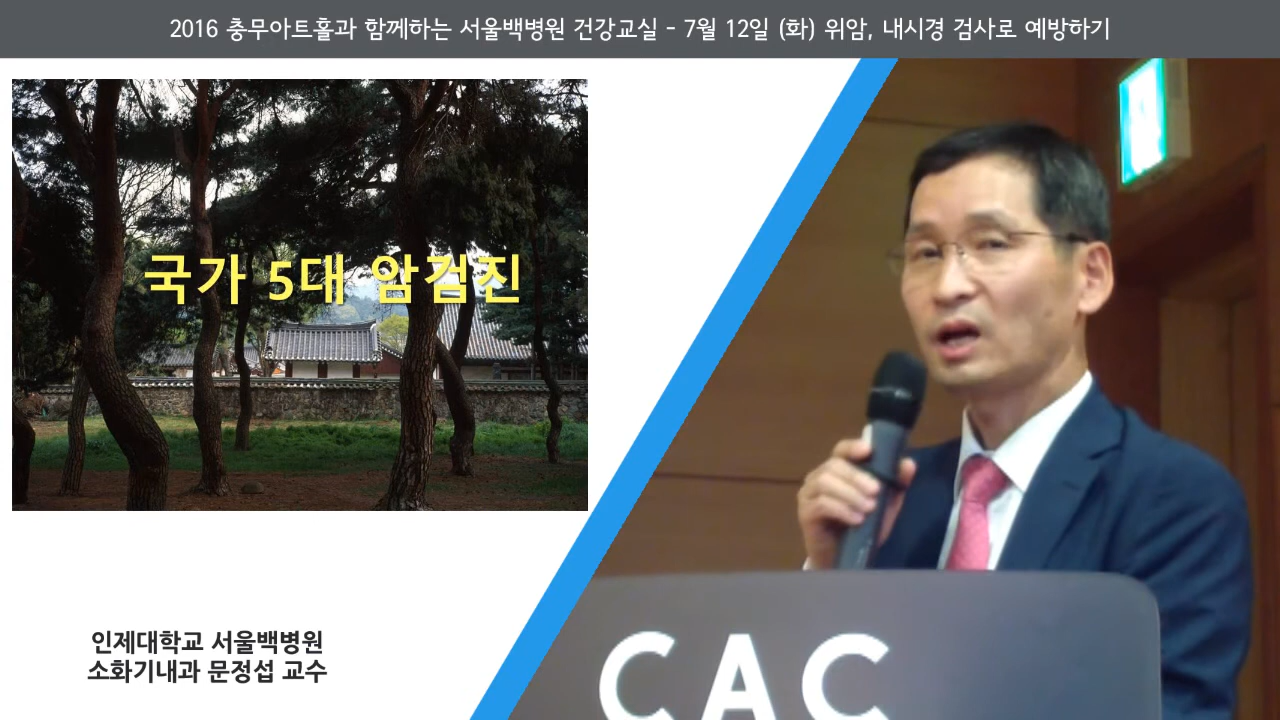 2016 충무아트홀과 함께하는 서울백병원 건강교실 - 7월 12일 (화) 위암, 내시경 검사로 예방하기
국가 5대 암검진
인제대학교 서울백병원
소화기내과 문정섭 교수
CAC